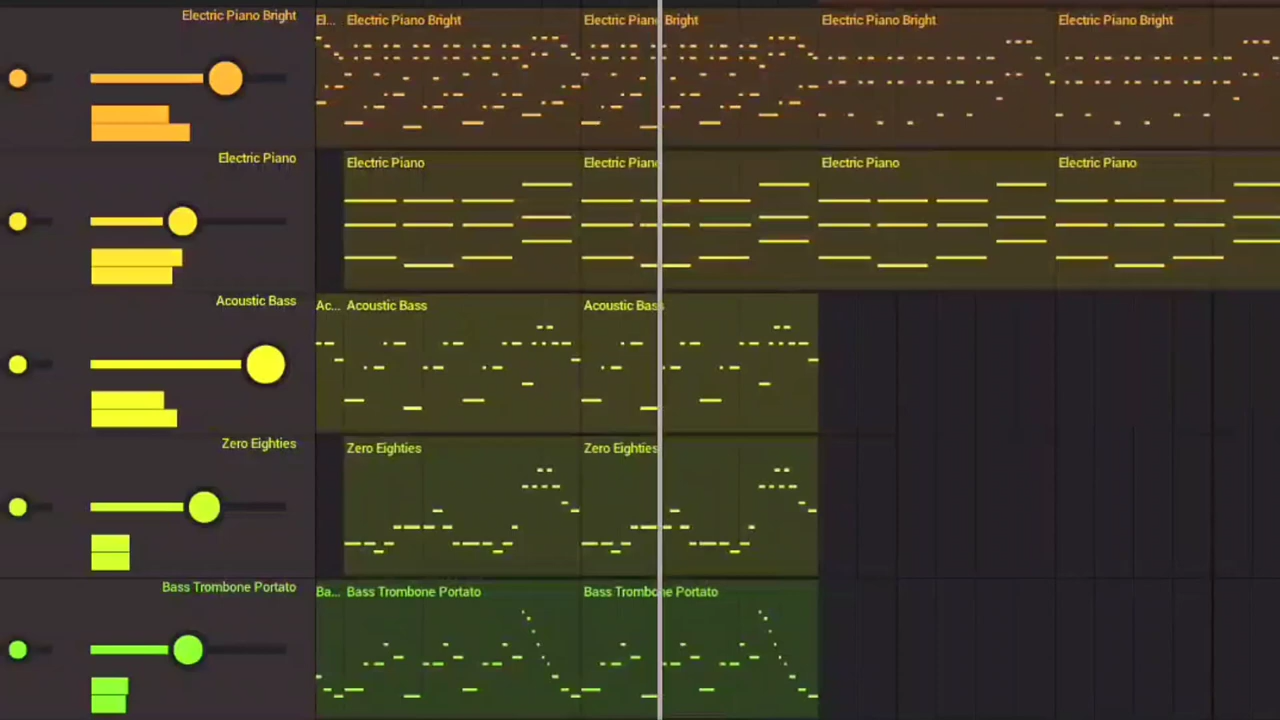 Electric Piano Bright
El... Electric Piano Bright Electric Piano Bright Electric Piano Bright Electric Piano Bright
Electric Piano
Electric Piano Electric Piano Electric Piano Electric Piano
Acoustic Bass
Ac... Acoustic Bass Acoustic Bass
Zero Eighties
Zero Eighties Zero Eighties
Bass Trombone Portato
Ba... Bass Trombone Portato Bass Trombone Portato